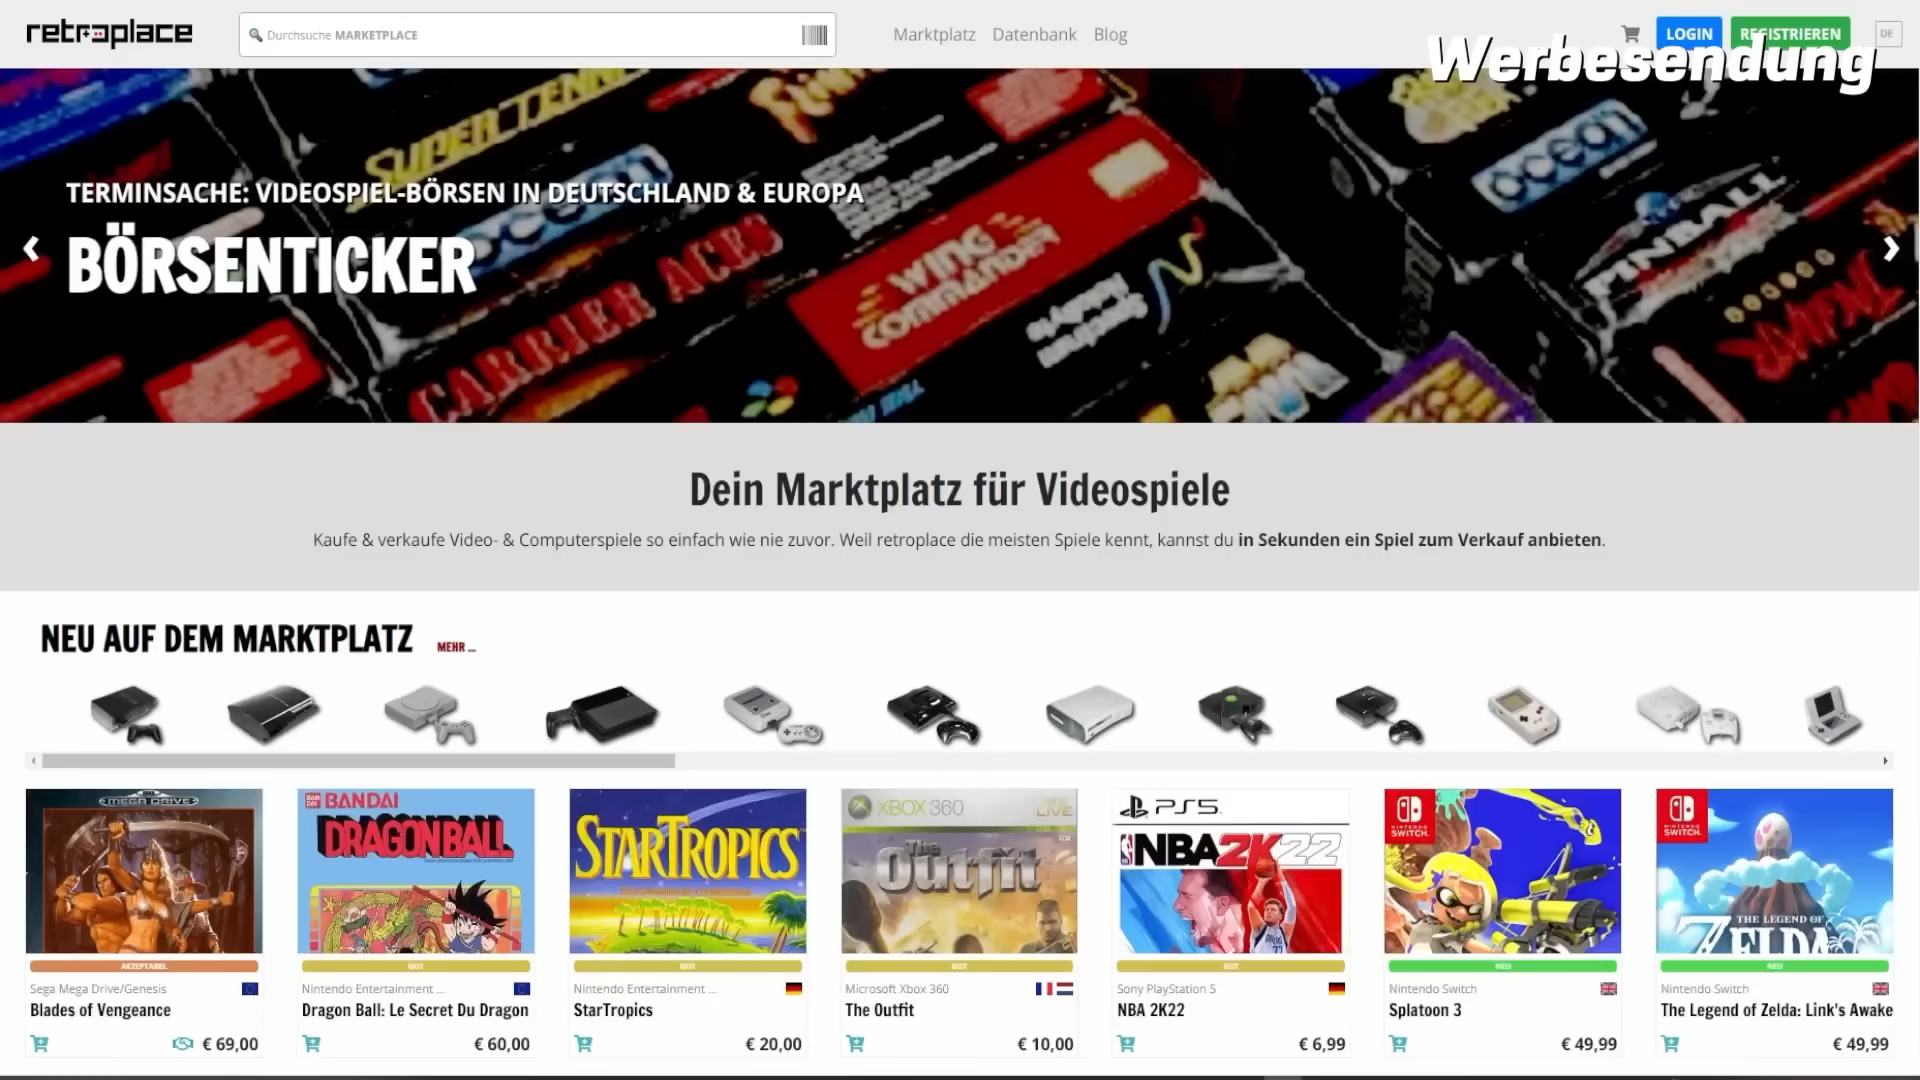 retroplace
Durchsuche MARKETPLACE
Marktplatz
Datenbank
Blog
LOGIN
REGISTRIEREN
DE
Werbesendung
SUPER TENNIS
ocean
CARRIER ACES
WING COMMANDER
ocean
PINBALL
TERMINSACHE: VIDEOSPIEL-BÖRSEN IN DEUTSCHLAND & EUROPA
BÖRSENTICKER
Dein Marktplatz für Videospiele
Kaufe & verkaufe Video- & Computerspiele so einfach wie nie zuvor. Weil retroplace die meisten Spiele kennt, kannst du in Sekunden ein Spiel zum Verkauf anbieten.
NEU AUF DEM MARKTPLATZ
MEHR ...
MEGA DRIVE
AKZEPTABEL
Sega Mega Drive/Genesis
Blades of Vengeance
€ 69,00
BANDAI
DRAGON BALL
GUT
Nintendo Entertainment ...
Dragon Ball: Le Secret Du Dragon
€ 60,00
STARTROPICS
GUT
Nintendo Entertainment ...
StarTropics
€ 20,00
XBOX 360
LIVE
The Outfit
GUT
Microsoft Xbox 360
The Outfit
€ 10,00
PS5
NBA 2K22
GUT
Sony PlayStation 5
NBA 2K22
€ 6,99
NINTENDO SWITCH
NEU
Nintendo Switch
Splatoon 3
€ 49,99
NINTENDO SWITCH
THE LEGEND OF
ZELDA
NEU
Nintendo Switch
The Legend of Zelda: Link's Awake
€ 49,99